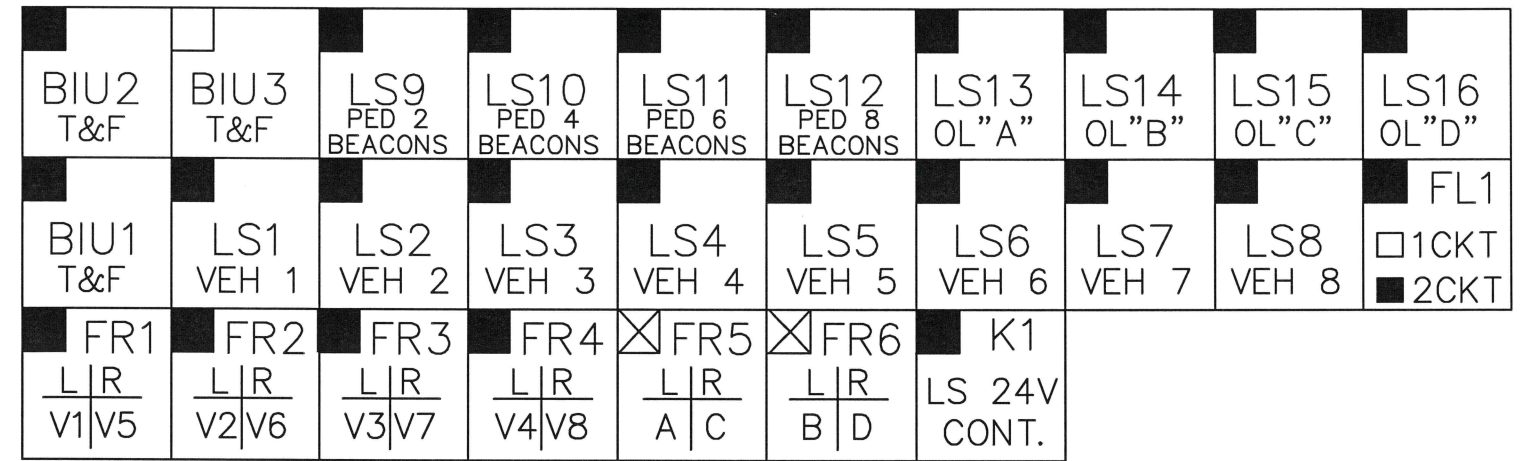 BIU2
T&F
BIU3
T&F
LS9
PED 2
BEACONS
LS10
PED 4
BEACONS
LS11
PED 6
BEACONS
LS12
PED 8
BEACONS
LS13
OL"A"
LS14
OL"B"
LS15
OL"C"
LS16
OL"D"
BIU1
T&F
LS1
VEH 1
LS2
VEH 2
LS3
VEH 3
LS4
VEH 4
LS5
VEH 5
LS6
VEH 6
LS7
VEH 7
LS8
VEH 8
FL1
1CKT
2CKT
FR1
L R
V1 V5
FR2
L R
V2 V6
FR3
L R
V3 V7
FR4
L R
V4 V8
FR5
L R
A C
FR6
L R
B D
K1
LS 24V
CONT.